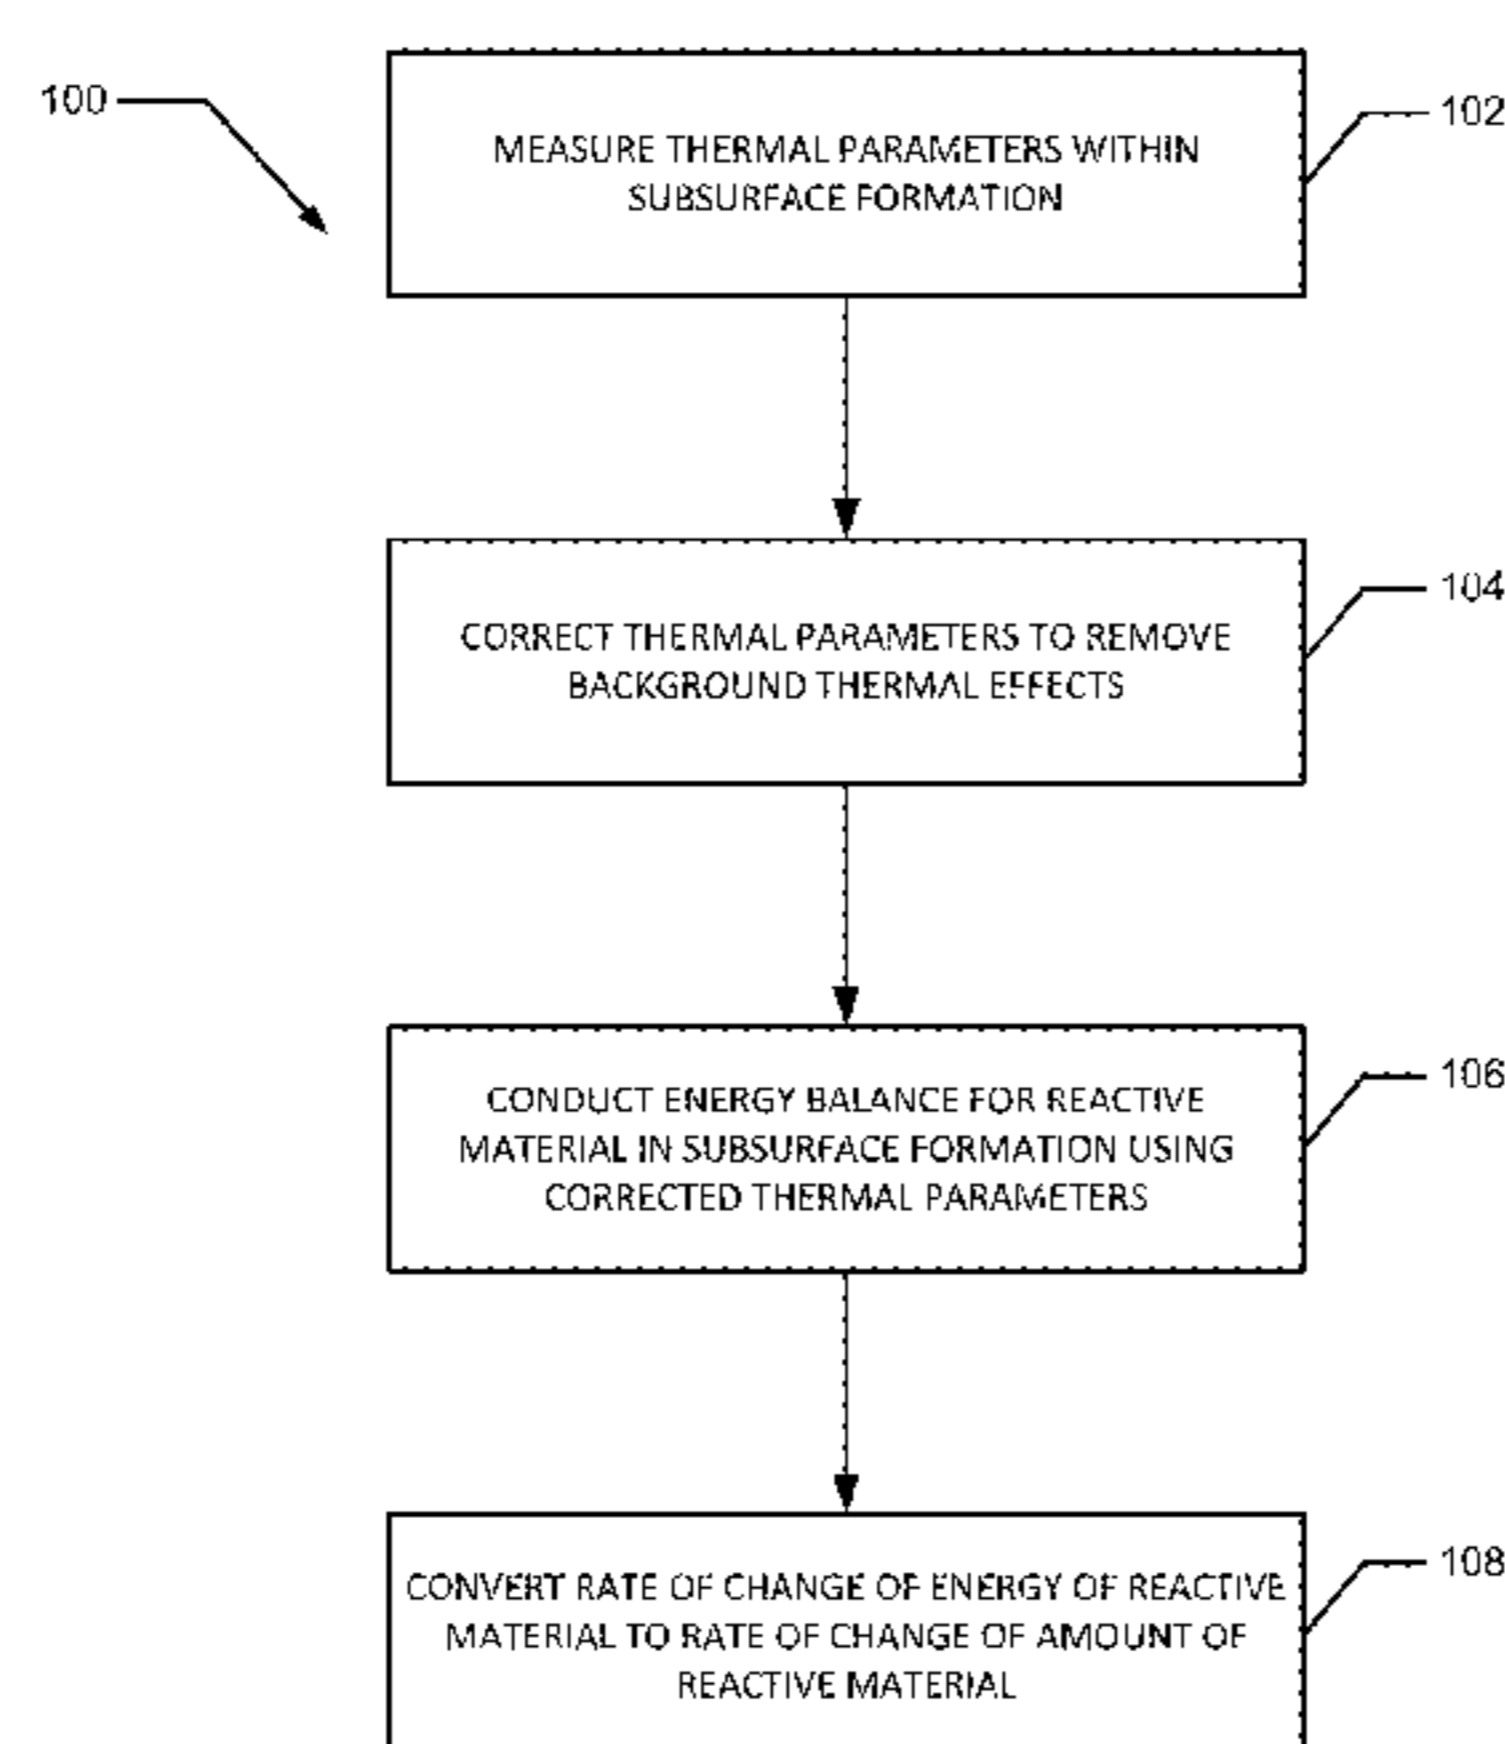 100
102
MEASURE THERMAL PARAMETERS WITHIN
SUBSURFACE FORMATION
104
CORRECT THERMAL PARAMETERS TO REMOVE
BACKGROUND THERMAL EFFECTS
106
CONDUCT ENERGY BALANCE FOR REACTIVE
MATERIAL IN SUBSURFACE FORMATION USING
CORRECTED THERMAL PARAMETERS
108
CONVERT RATE OF CHANGE OF ENERGY OF REACTIVE
MATERIAL TO RATE OF CHANGE OF AMOUNT OF
REACTIVE MATERIAL